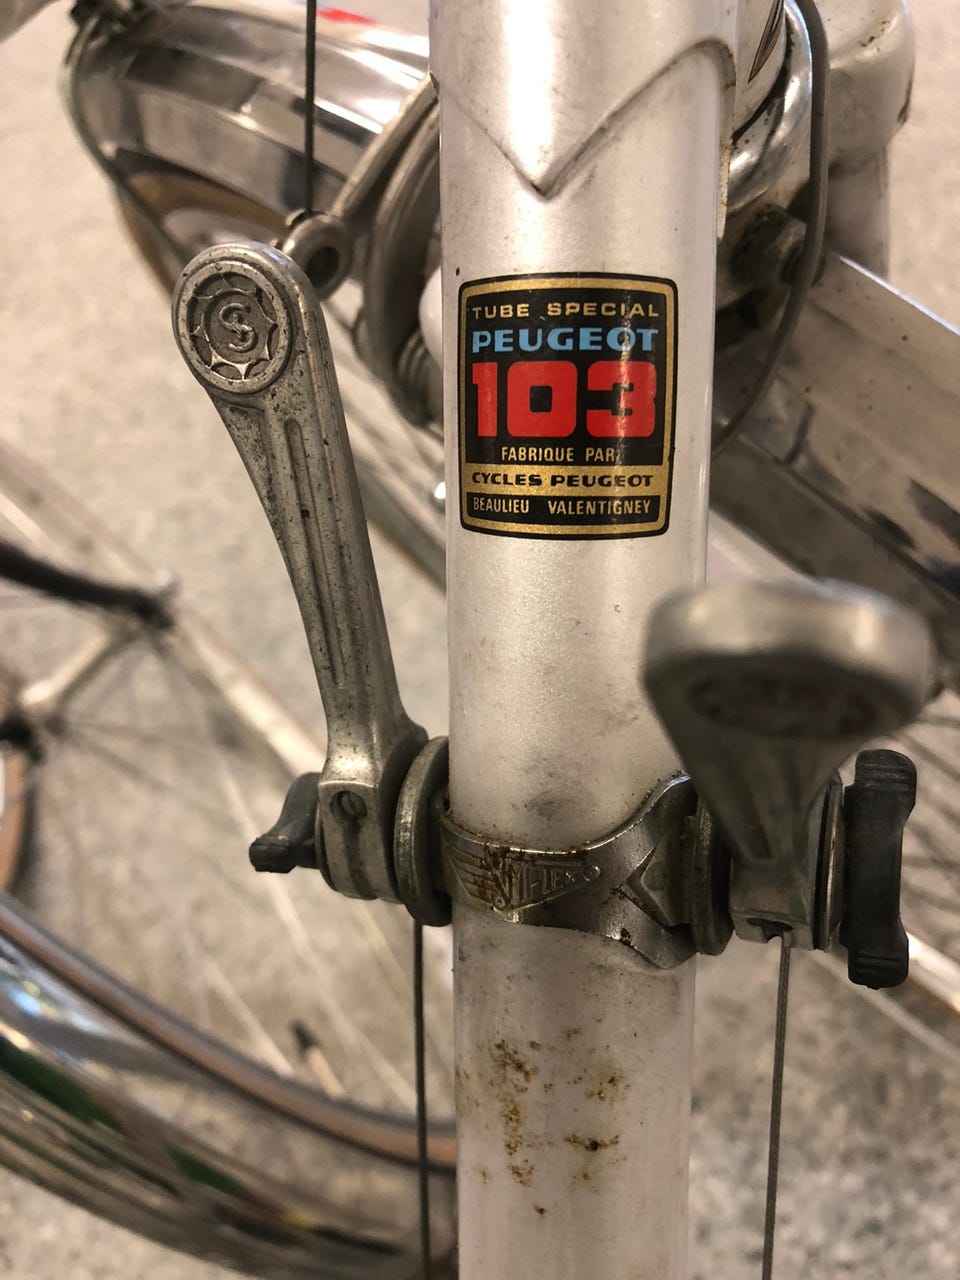 TUBE SPECIAL
PEUGEOT
103
FABRIQUE PAR
CYCLES PEUGEOT
BEAULIEU VALENTIGNEY
S